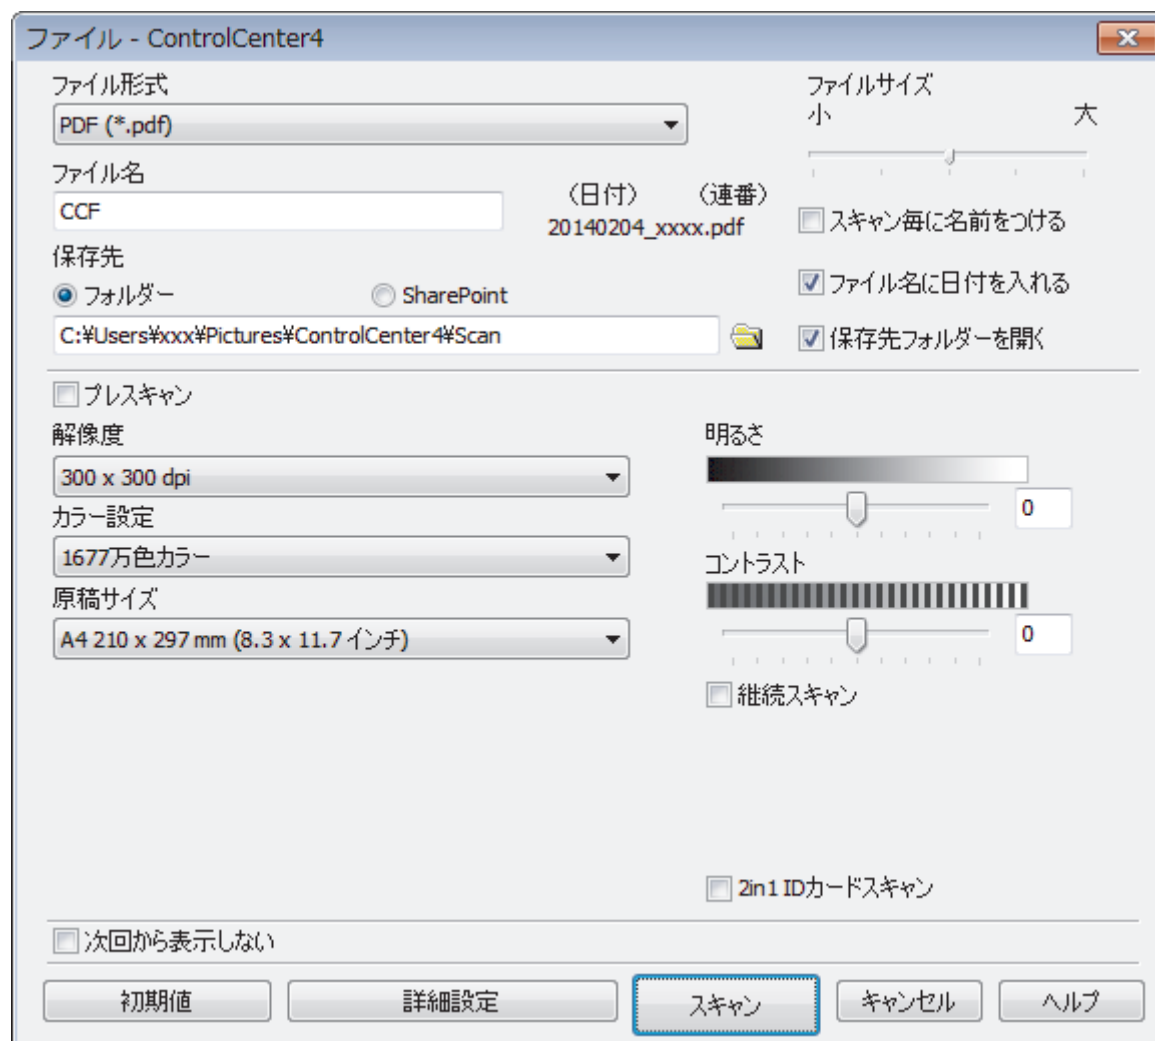 ファイル - ControlCenter4
ファイル形式
PDF (*.pdf)
ファイルサイズ
小 大
ファイル名
CCF
(日付) (連番)
20140204_xxxx.pdf
スキャン毎に名前をつける
保存先
フォルダー SharePoint
ファイル名に日付を入れる
C:¥Users¥xxx¥Pictures¥ControlCenter4¥Scan
保存先フォルダーを開く
プレスキャン
解像度
300 x 300 dpi
カラー設定
1677万色カラー
原稿サイズ
A4 210 x 297 mm (8.3 x 11.7 インチ)
明るさ
0
コントラスト
0
継続スキャン
2in1 IDカードスキャン
次回から表示しない
初期値 詳細設定 スキャン キャンセル ヘルプ